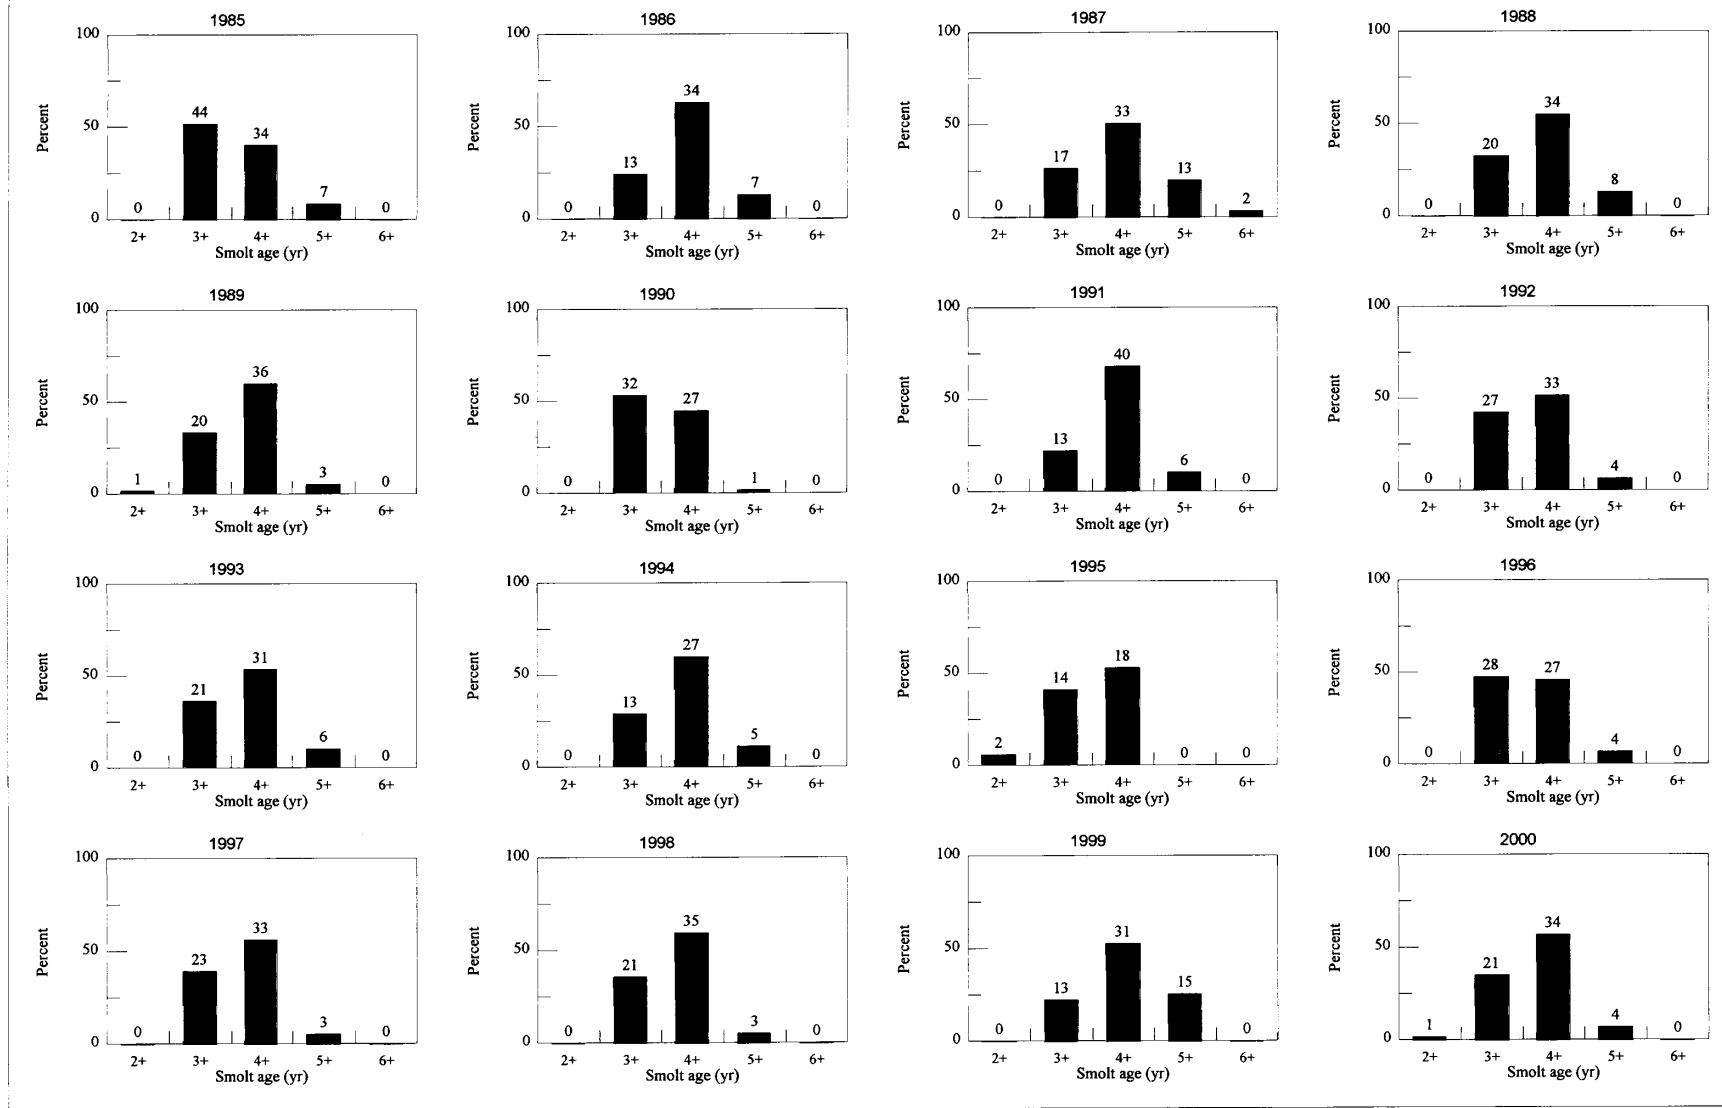 1985
100
50
0
Percent
0 44 34 7 0
2+ 3+ 4+ 5+ 6+
Smolt age (yr)
1986
100
50
0
Percent
0 13 34 7 0
2+ 3+ 4+ 5+ 6+
Smolt age (yr)
1987
100
50
0
Percent
0 17 33 13 2
2+ 3+ 4+ 5+ 6+
Smolt age (yr)
1988
100
50
0
Percent
0 20 34 8 0
2+ 3+ 4+ 5+ 6+
Smolt age (yr)
1989
100
50
0
Percent
1 20 36 3 0
2+ 3+ 4+ 5+ 6+
Smolt age (yr)
1990
100
50
0
Percent
0 32 27 1 0
2+ 3+ 4+ 5+ 6+
Smolt age (yr)
1991
100
50
0
Percent
0 13 40 6 0
2+ 3+ 4+ 5+ 6+
Smolt age (yr)
1992
100
50
0
Percent
0 27 33 4 0
2+ 3+ 4+ 5+ 6+
Smolt age (yr)
1993
100
50
0
Percent
0 21 31 6 0
2+ 3+ 4+ 5+ 6+
Smolt age (yr)
1994
100
50
0
Percent
0 13 27 5 0
2+ 3+ 4+ 5+ 6+
Smolt age (yr)
1995
100
50
0
Percent
2 14 18 0 0
2+ 3+ 4+ 5+ 6+
Smolt age (yr)
1996
100
50
0
Percent
0 28 27 4 0
2+ 3+ 4+ 5+ 6+
Smolt age (yr)
1997
100
50
0
Percent
0 23 33 3 0
2+ 3+ 4+ 5+ 6+
Smolt age (yr)
1998
100
50
0
Percent
0 21 35 3 0
2+ 3+ 4+ 5+ 6+
Smolt age (yr)
1999
100
50
0
Percent
0 13 31 15 0
2+ 3+ 4+ 5+ 6+
Smolt age (yr)
2000
100
50
0
Percent
1 21 34 4 0
2+ 3+ 4+ 5+ 6+
Smolt age (yr)